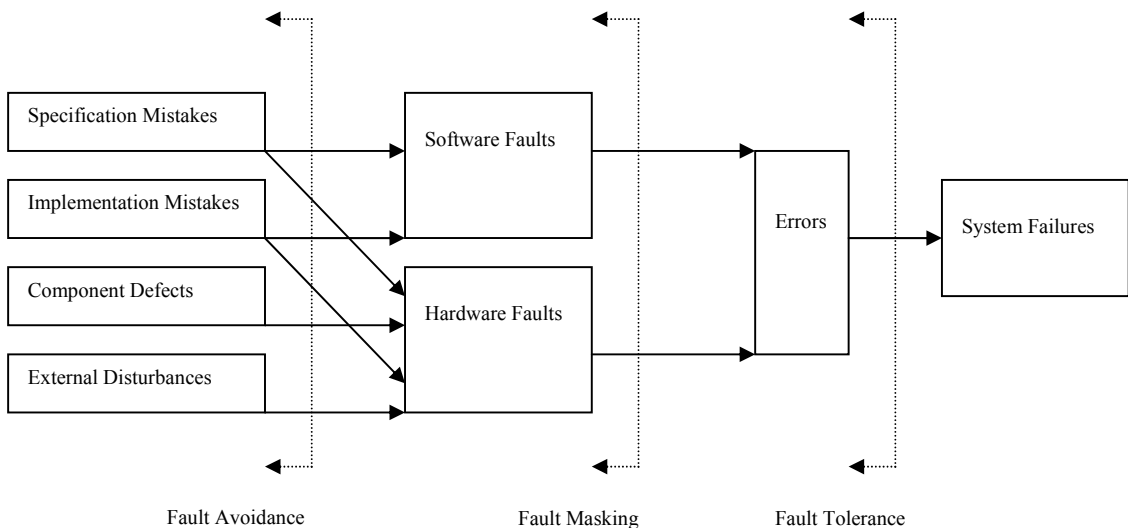 Specification Mistakes
Implementation Mistakes
Component Defects
External Disturbances
Software Faults
Hardware Faults
Errors
System Failures
Fault Avoidance
Fault Masking
Fault Tolerance